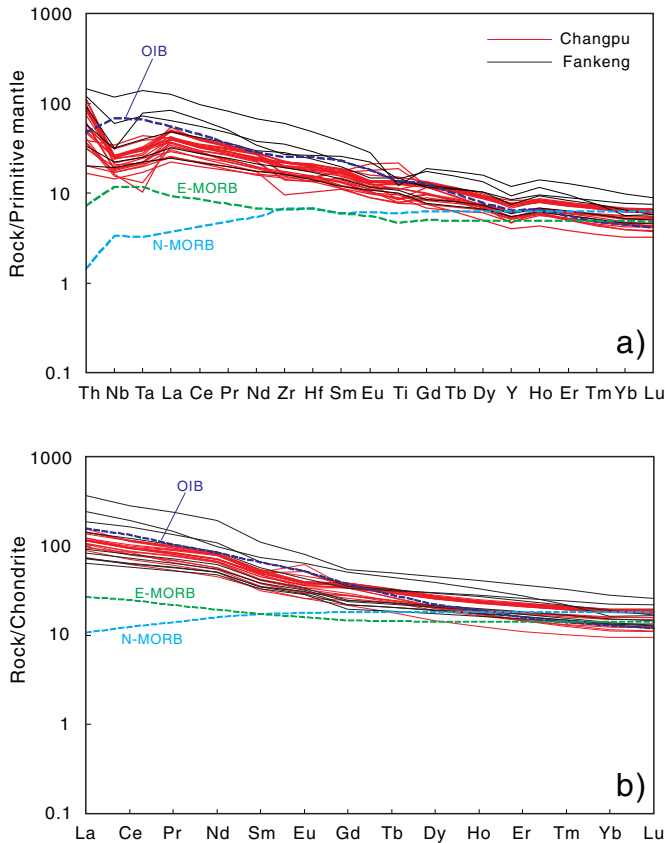 1000
100
10
1
0.1
Rock/Primitive mantle
OIB
Changpu
Fankeng
E-MORB
N-MORB
a)
Th Nb Ta La Ce Pr Nd Zr Hf Sm Eu Ti Gd Tb Dy Y Ho Er Tm Yb Lu
1000
100
10
1
0.1
Rock/Chondrite
OIB
E-MORB
N-MORB
b)
La Ce Pr Nd Sm Eu Gd Tb Dy Ho Er Tm Yb Lu